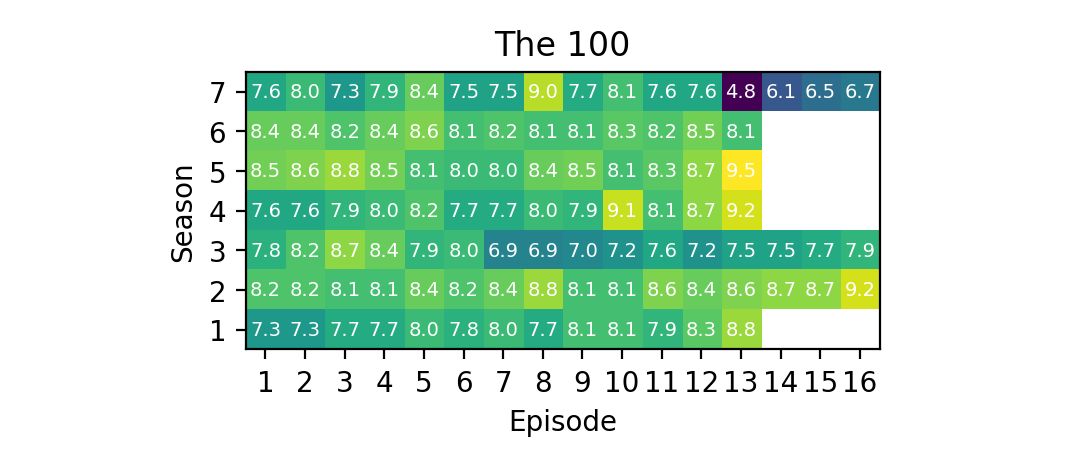 The 100
Season
7 7.6 8.0 7.3 7.9 8.4 7.5 7.5 9.0 7.7 8.1 7.6 7.6 4.8 6.1 6.5 6.7
6 8.4 8.4 8.2 8.4 8.6 8.1 8.2 8.1 8.1 8.3 8.2 8.5 8.1
5 8.5 8.6 8.8 8.5 8.1 8.0 8.0 8.4 8.5 8.1 8.3 8.7 9.5
4 7.6 7.6 7.9 8.0 8.2 7.7 7.7 8.0 7.9 9.1 8.1 8.7 9.2
3 7.8 8.2 8.7 8.4 7.9 8.0 6.9 6.9 7.0 7.2 7.6 7.2 7.5 7.5 7.7 7.9
2 8.2 8.2 8.1 8.1 8.4 8.2 8.4 8.8 8.1 8.1 8.6 8.4 8.6 8.7 8.7 9.2
1 7.3 7.3 7.7 7.7 8.0 7.8 8.0 7.7 8.1 8.1 7.9 8.3 8.8
1 2 3 4 5 6 7 8 9 10 11 12 13 14 15 16
Episode